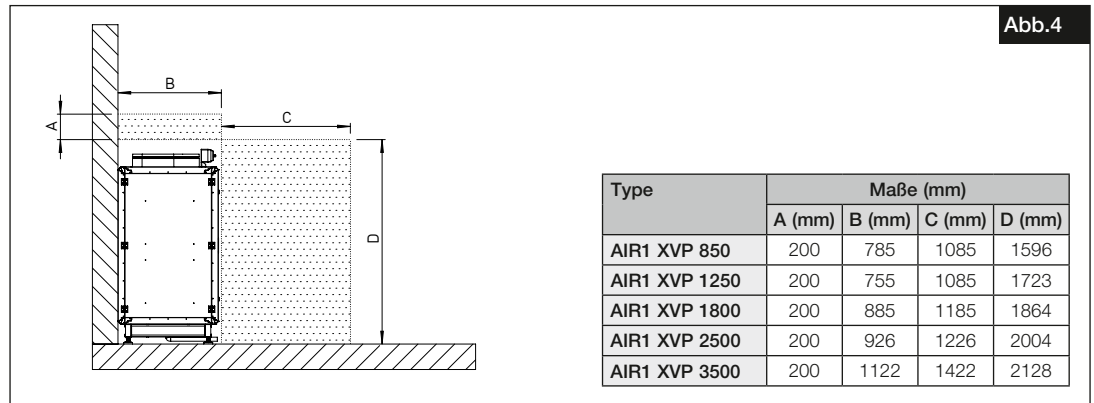 Abb.4
B
A
C
D
Type Maße (mm)
A (mm) B (mm) C (mm) D (mm)
AIR1 XVP 850 200 785 1085 1596
AIR1 XVP 1250 200 755 1085 1723
AIR1 XVP 1800 200 885 1185 1864
AIR1 XVP 2500 200 926 1226 2004
AIR1 XVP 3500 200 1122 1422 2128